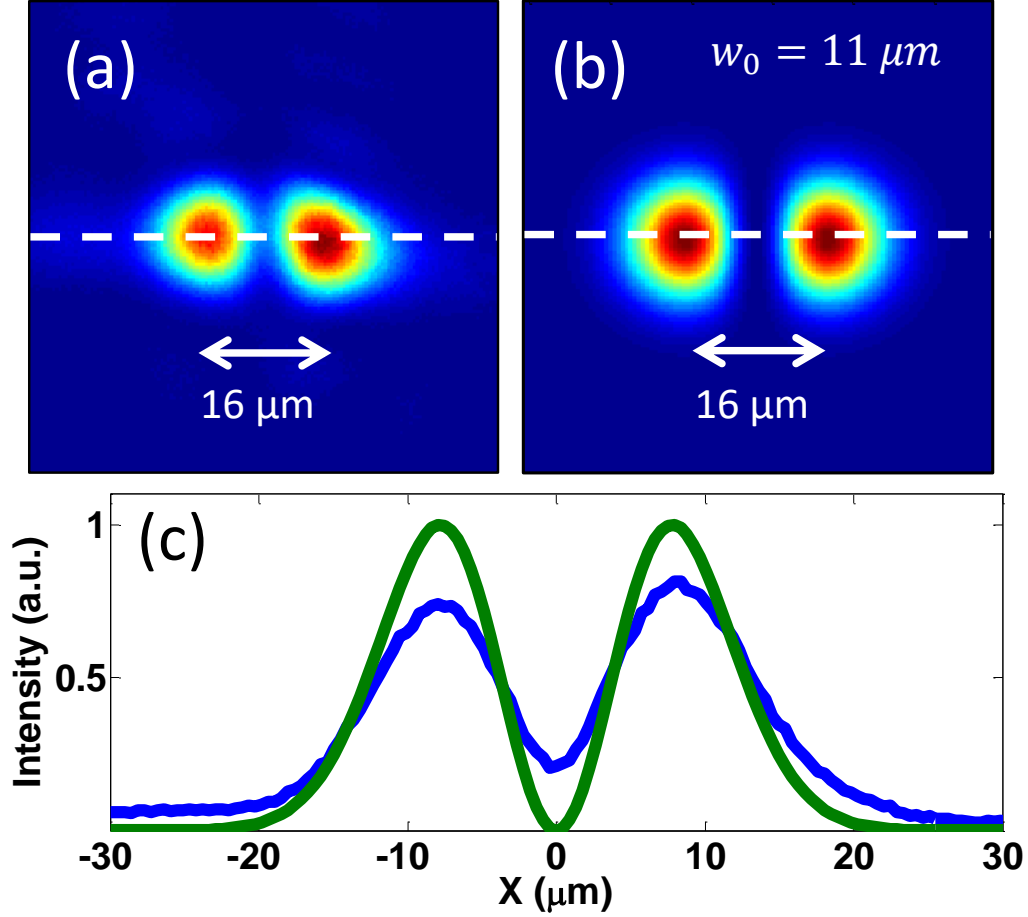 (a)
16 μm
(b)
w₀ = 11 μm
16 μm
(c)
Intensity (a.u.)
1
0.5
-30
-20
-10
0
10
20
30
X (μm)